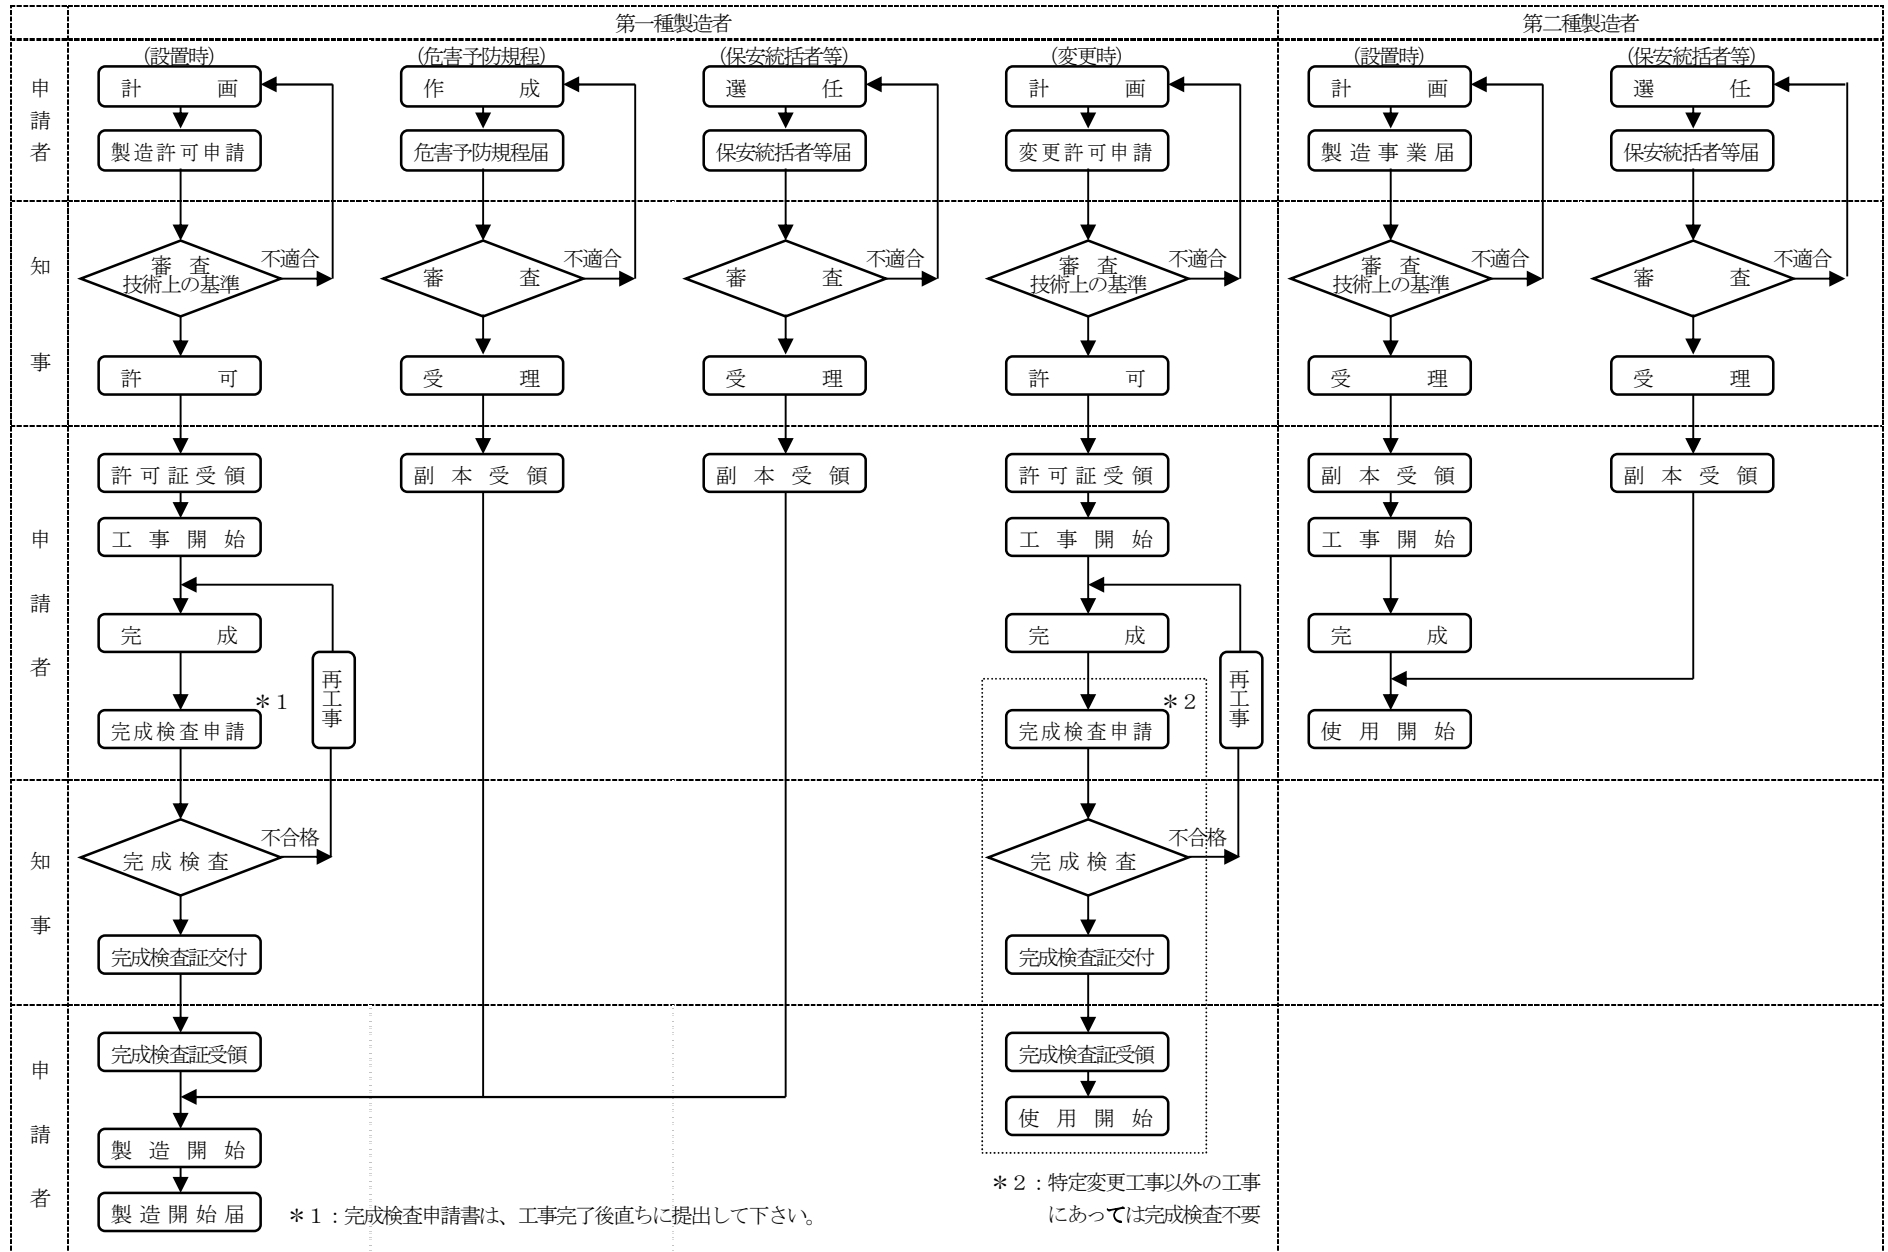 第一種製造者
第二種製造者
申請者
(設置時)
(危害予防規程)
(保安統括者等)
(変更時)
(設置時)
(保安統括者等)
計画
作成
選任
計画
計画
選任
製造許可申請
危害予防規程届
保安統括者等届
変更許可申請
製造事業届
保安統括者等届
知事
審査
技術上の基準
不適合
審査
不適合
審査
不適合
審査
技術上の基準
不適合
審査
技術上の基準
不適合
審査
不適合
許可
受理
受理
許可
受理
受理
申請者
許可証受領
副本受領
副本受領
許可証受領
副本受領
副本受領
工事開始
工事開始
工事開始
完成
完成
完成
再工事
再工事
＊１
＊２
完成検査申請
完成検査申請
使用開始
知事
完成検査
不合格
完成検査
不合格
完成検査証交付
完成検査証交付
申請者
完成検査証受領
完成検査証受領
使用開始
製造開始
製造開始届
＊１：完成検査申請書は、工事完了後直ちに提出して下さい。
＊２：特定変更工事以外の工事
にあっては完成検査不要